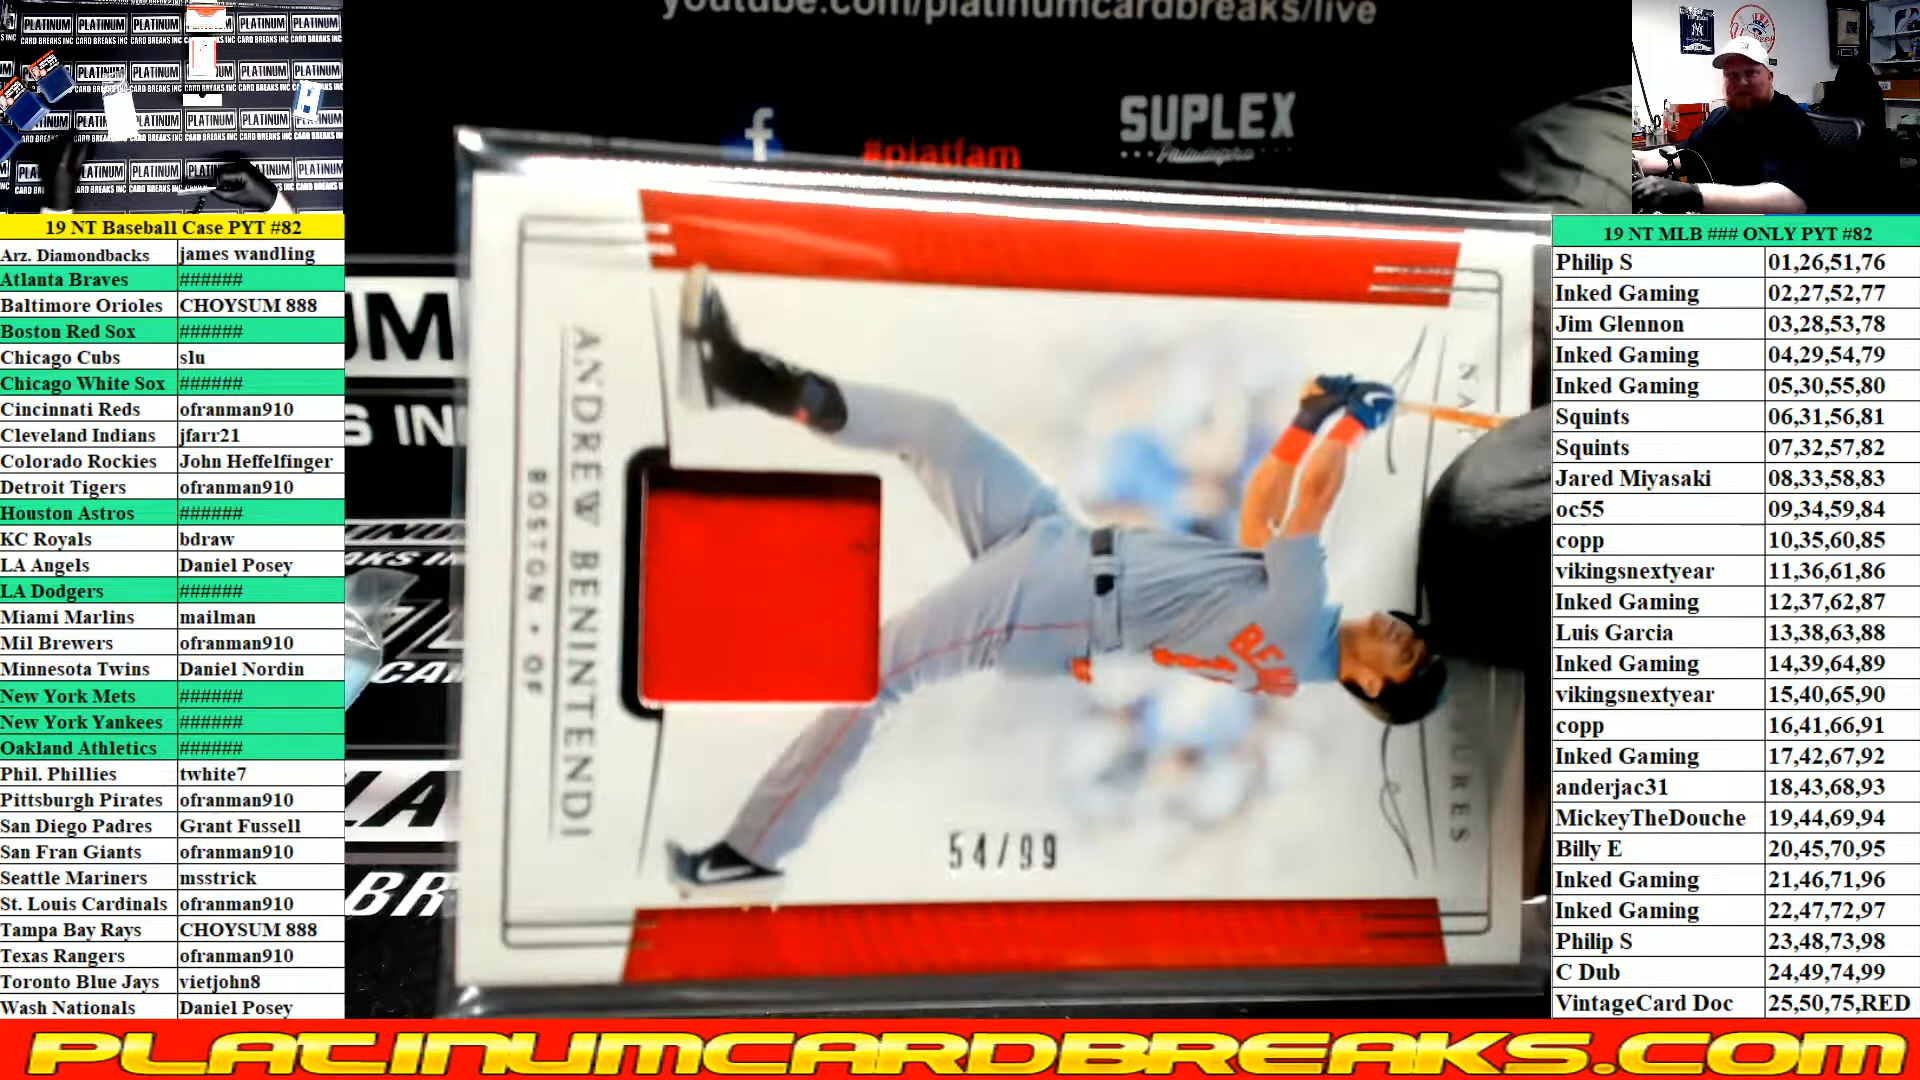 youtube.com/platinumcardbreaks/live
f
#platfam
SUPLEX
Philadelphia
PLATINUM
CARD BREAKS INC
19 NT Baseball Case PYT #82
Arz. Diamondbacks james wandling
Atlanta Braves ######
Baltimore Orioles CHOYSUM 888
Boston Red Sox ######
Chicago Cubs slu
Chicago White Sox ######
Cincinnati Reds ofranman910
Cleveland Indians jfarr21
Colorado Rockies John Heffelfinger
Detroit Tigers ofranman910
Houston Astros ######
KC Royals bdraw
LA Angels Daniel Posey
LA Dodgers ######
Miami Marlins mailman
Mil Brewers ofranman910
Minnesota Twins Daniel Nordin
New York Mets ######
New York Yankees ######
Oakland Athletics ######
Phil. Phillies twhite7
Pittsburgh Pirates ofranman910
San Diego Padres Grant Fussell
San Fran Giants ofranman910
Seattle Mariners msstrick
St. Louis Cardinals ofranman910
Tampa Bay Rays CHOYSUM 888
Texas Rangers ofranman910
Toronto Blue Jays vietjohn8
Wash Nationals Daniel Posey
ANDREW BENINTENDI
BOSTON • OF
54/99
19 NT MLB ### ONLY PYT #82
Philip S 01,26,51,76
Inked Gaming 02,27,52,77
Jim Glennon 03,28,53,78
Inked Gaming 04,29,54,79
Inked Gaming 05,30,55,80
Squints 06,31,56,81
Squints 07,32,57,82
Jared Miyasaki 08,33,58,83
oc55 09,34,59,84
copp 10,35,60,85
vikingsnextyear 11,36,61,86
Inked Gaming 12,37,62,87
Luis Garcia 13,38,63,88
Inked Gaming 14,39,64,89
vikingsnextyear 15,40,65,90
copp 16,41,66,91
Inked Gaming 17,42,67,92
anderjac31 18,43,68,93
MickeyTheDouche 19,44,69,94
Billy E 20,45,70,95
Inked Gaming 21,46,71,96
Inked Gaming 22,47,72,97
Philip S 23,48,73,98
C Dub 24,49,74,99
VintageCard Doc 25,50,75,RED
PLATINUMCARDBREAKS.COM